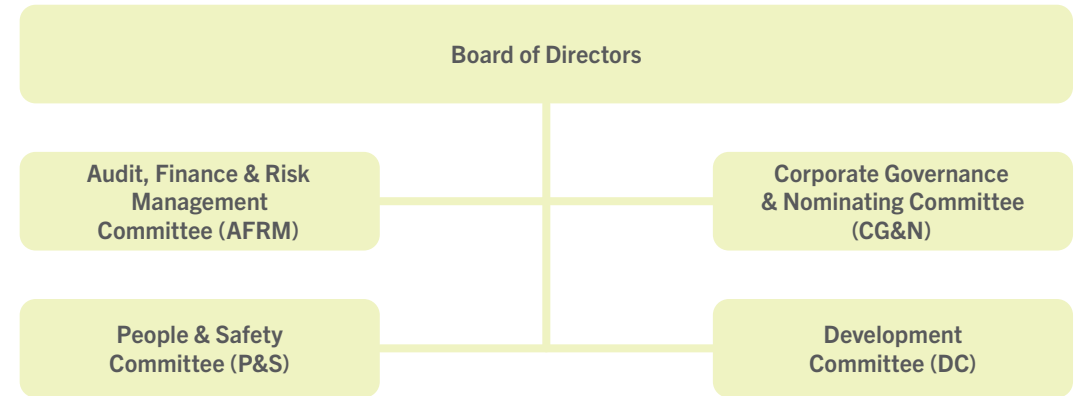 Board of Directors
Audit, Finance & Risk
Management
Committee (AFRM)
Corporate Governance
& Nominating Committee
(CG&N)
People & Safety
Committee (P&S)
Development
Committee (DC)